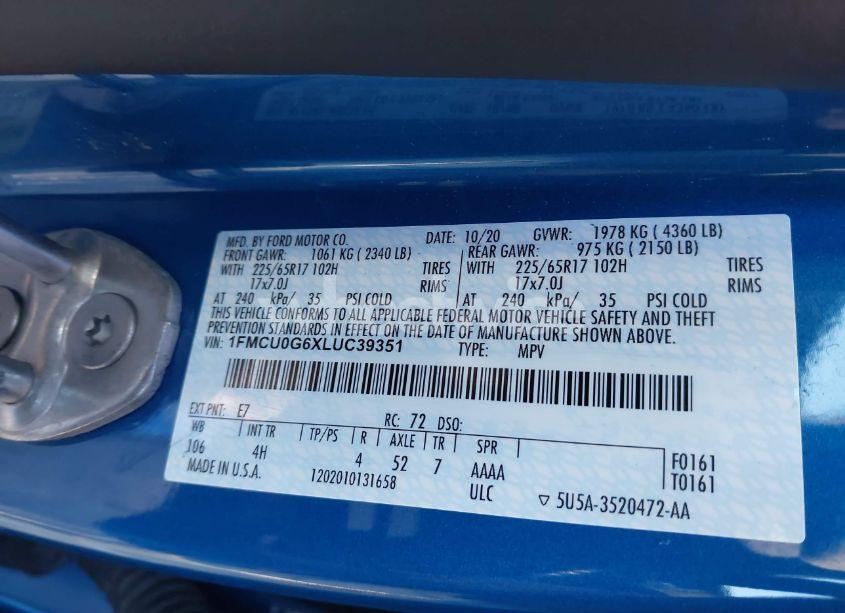 MFD. BY FORD MOTOR CO. DATE: 10/20 GVWR: 1978 KG ( 4360 LB)
FRONT GAWR: 1061 KG ( 2340 LB) REAR GAWR: 975 KG ( 2150 LB)
WITH 225/65R17 102H TIRES WITH 225/65R17 102H TIRES
17x7.0J RIMS 17x7.0J RIMS
AT 240 kPa/ 35 PSI COLD AT 240 kPa/ 35 PSI COLD
THIS VEHICLE CONFORMS TO ALL APPLICABLE FEDERAL MOTOR VEHICLE SAFETY AND THEFT
PREVENTION STANDARDS IN EFFECT ON THE DATE OF MANUFACTURE SHOWN ABOVE.
VIN: 1FMCU0G6XLUC39351 TYPE: MPV
EXT PNT: E7 RC: 72 DSO:
WB INT TR TP/PS R AXLE TR SPR
106 4H 4 52 7 AAAA F0161
MADE IN U.S.A. 1202010131658 ULC T0161
▽ 5U5A-3520472-AA